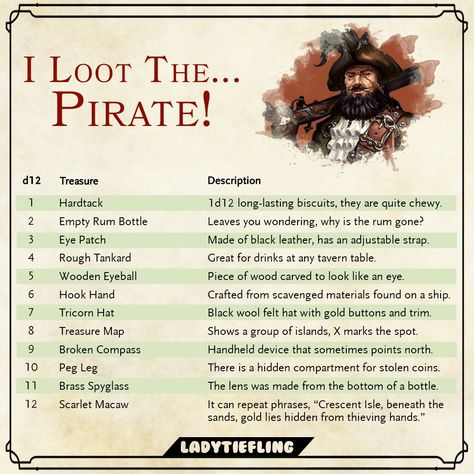 I Loot The...
Pirate!
d12 Treasure Description
1 Hardtack 1d12 long-lasting biscuits, they are quite chewy.
2 Empty Rum Bottle Leaves you wondering, why is the rum gone?
3 Eye Patch Made of black leather, has an adjustable strap.
4 Rough Tankard Great for drinks at any tavern table.
5 Wooden Eyeball Piece of wood carved to look like an eye.
6 Hook Hand Crafted from scavenged materials found on a ship.
7 Tricorn Hat Black wool felt hat with gold buttons and trim.
8 Treasure Map Shows a group of islands, X marks the spot.
9 Broken Compass Handheld device that sometimes points north.
10 Peg Leg There is a hidden compartment for stolen coins.
11 Brass Spyglass The lens was made from the bottom of a bottle.
12 Scarlet Macaw It can repeat phrases, “Crescent Isle, beneath the
sands, gold lies hidden from thieving hands.”
LADYTIEFLING